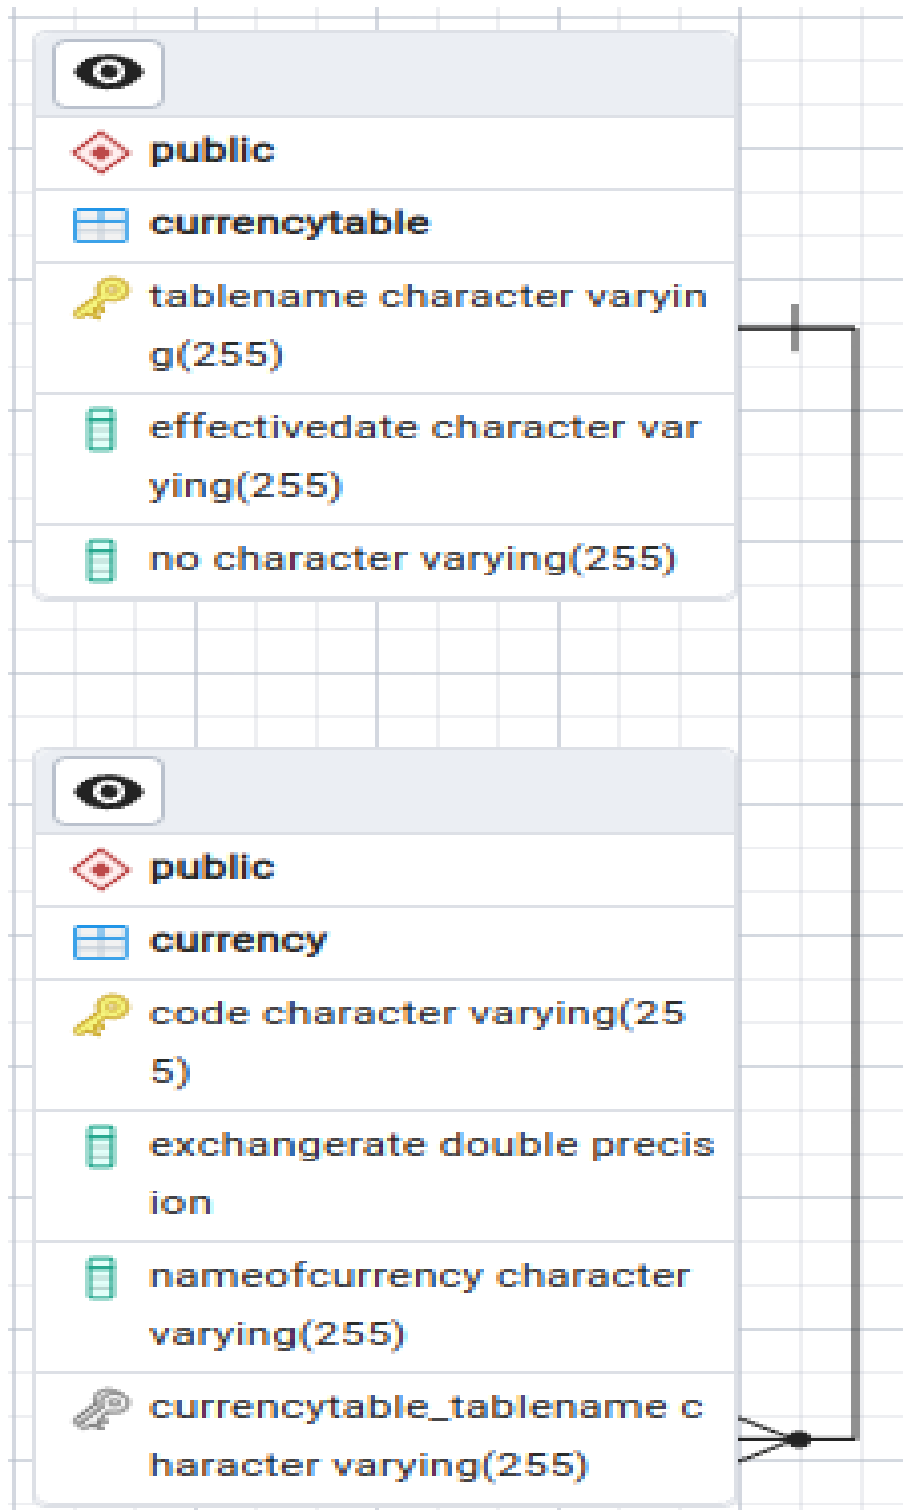 public
currencytable
tablename character varyin
g(255)
effectivedate character var
ying(255)
no character varying(255)
public
currency
code character varying(25
5)
exchangerate double precis
ion
nameofcurrency character
varying(255)
currencytable_tablename c
haracter varying(255)